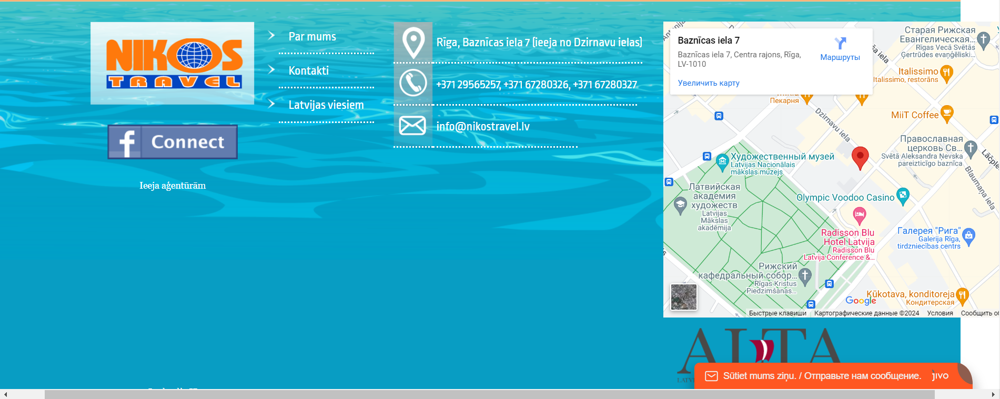 NIKOS
TRAVEL
Connect
Ieeja aģentūrām
Par mums
Kontakti
Latvijas viesiem
Rīga, Baznīcas iela 7 (ieeja no Dzirnavu ielas)
+371 29565257, +371 67280326, +371 67280327
info@nikostravel.lv
Baznīcas iela 7
Baznīcas iela 7, Centra rajons, Rīga,
LV-1010
Маршруты
Увеличить карту
Старая Рижская
Евангелическая...
Rīgas Vecā Svētās
Ģertrūdes evaņģēliski...
Italissimo
Italissimo, restorāns
Пекарня
MiiT Coffee
Dzirnavu iela
Православная
церковь Св...
Svētā Aleksandra Ņevska
pareizticīgo baznīca
Blaumaņa iela
Художественный музей
Latvijas Nacionālais
mākslas muzejs
Латвийская
академия
художеств
Latvijas
Mākslas
akadēmija
Olympic Voodoo Casino
Radisson Blu
Hotel Latvija
Radisson Blu
Latvija Conference &...
Галерея "Рига"
Galerija Rīga,
tirdzniecības centrs
Рижский
кафедральный собор...
Rīgas Kristus
Piedzimšanas...
Kūkotava, konditoreja
Кондитерская
Google
Быстрые клавиши
Картографические данные ©2024
Условия
Сообщить
ALTA
Sūtiet mums ziņu. / Отправьте нам сообщение.
jivo